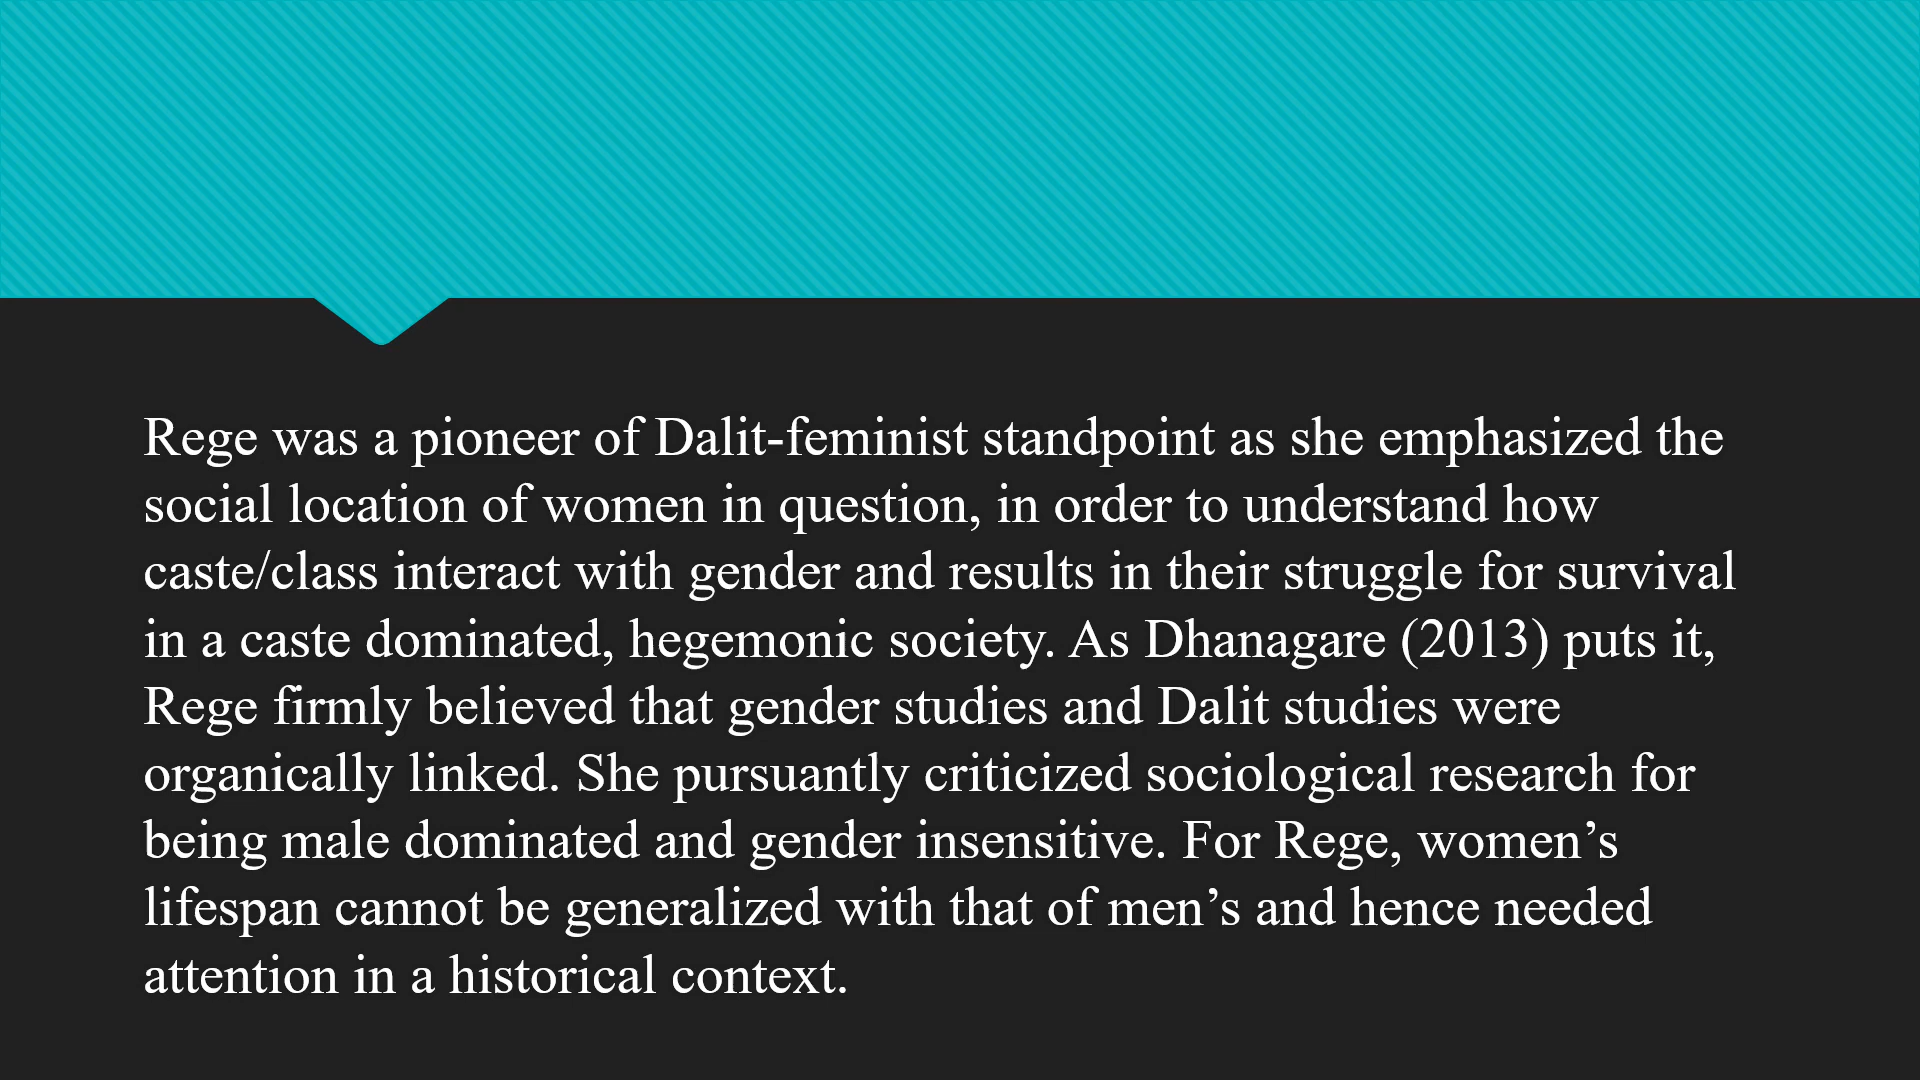 Rege was a pioneer of Dalit-feminist standpoint as she emphasized the
social location of women in question, in order to understand how
caste/class interact with gender and results in their struggle for survival
in a caste dominated, hegemonic society. As Dhanagare (2013) puts it,
Rege firmly believed that gender studies and Dalit studies were
organically linked. She pursuantly criticized sociological research for
being male dominated and gender insensitive. For Rege, women’s
lifespan cannot be generalized with that of men’s and hence needed
attention in a historical context.